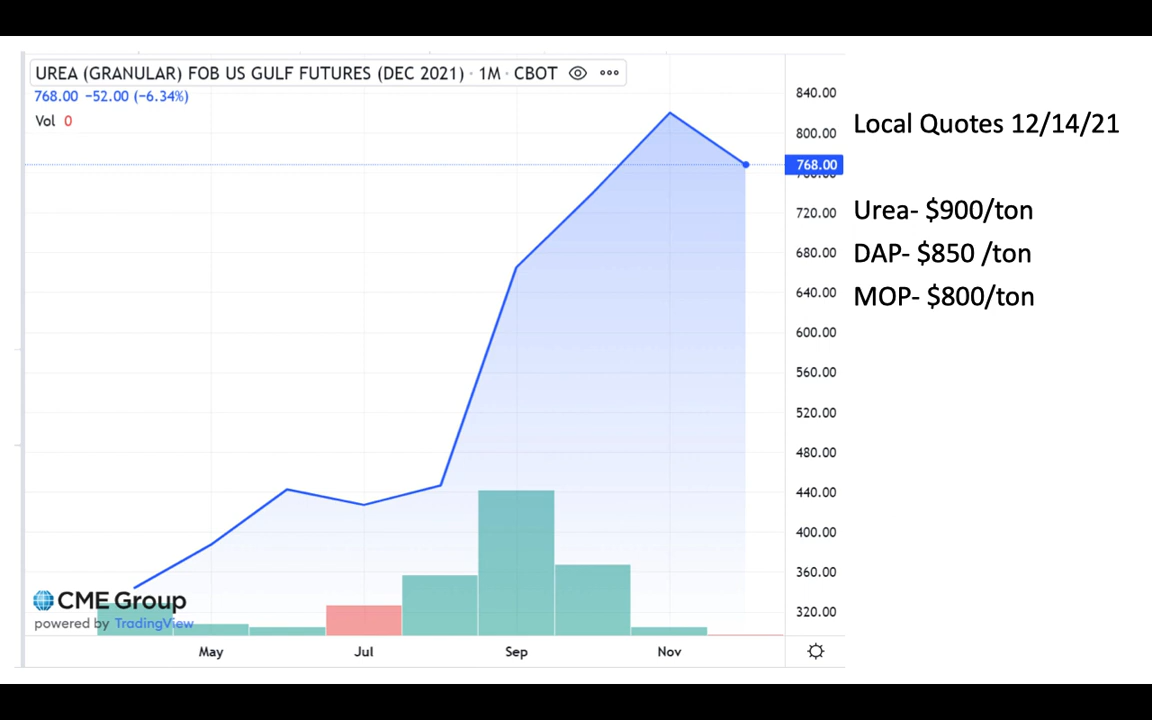 UREA (GRANULAR) FOB US GULF FUTURES (DEC 2021) · 1M · CBOT
768.00 −52.00 (−6.34%)
Vol 0
840.00
800.00
768.00
760.00
720.00
680.00
640.00
600.00
560.00
520.00
480.00
440.00
400.00
360.00
320.00
Local Quotes 12/14/21
Urea- $900/ton
DAP- $850 /ton
MOP- $800/ton
CME Group
powered by TradingView
May Jul Sep Nov